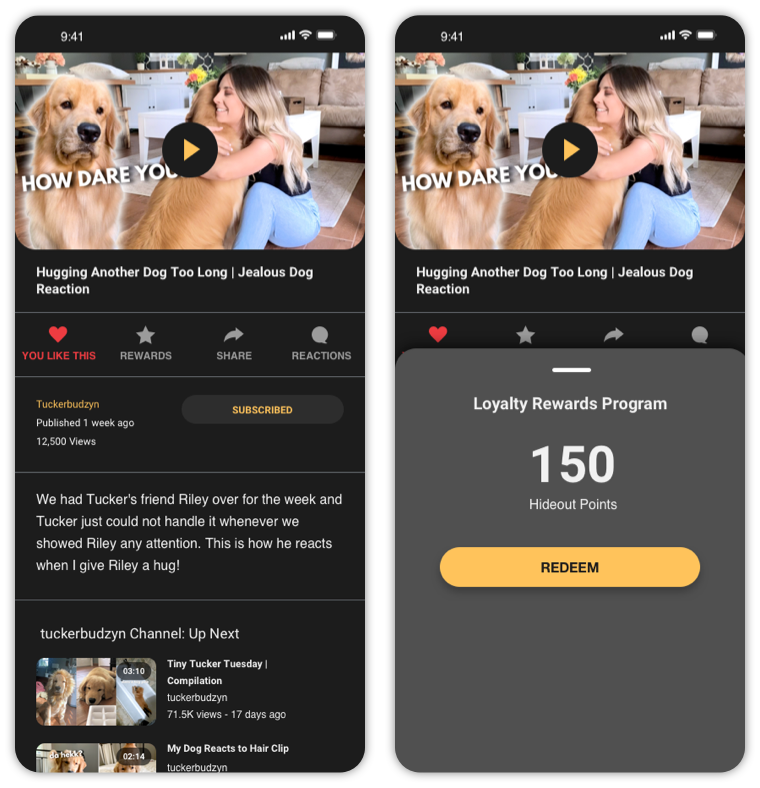 9:41
HOW DARE YOU
Hugging Another Dog Too Long | Jealous Dog
Reaction
YOU LIKE THIS
REWARDS
SHARE
REACTIONS
Tuckerbudzyn
Published 1 week ago
12,500 Views
SUBSCRIBED
We had Tucker's friend Riley over for the week and
Tucker just could not handle it whenever we
showed Riley any attention. This is how he reacts
when I give Riley a hug!
tuckerbudzyn Channel: Up Next
03:10
Tiny Tucker Tuesday |
Compilation
tuckerbudzyn
71.5K views - 17 days ago
do hekk?
02:14
My Dog Reacts to Hair Clip
tuckerbudzyn
9:41
HOW DARE YOU
Hugging Another Dog Too Long | Jealous Dog
Reaction
Loyalty Rewards Program
150
Hideout Points
REDEEM